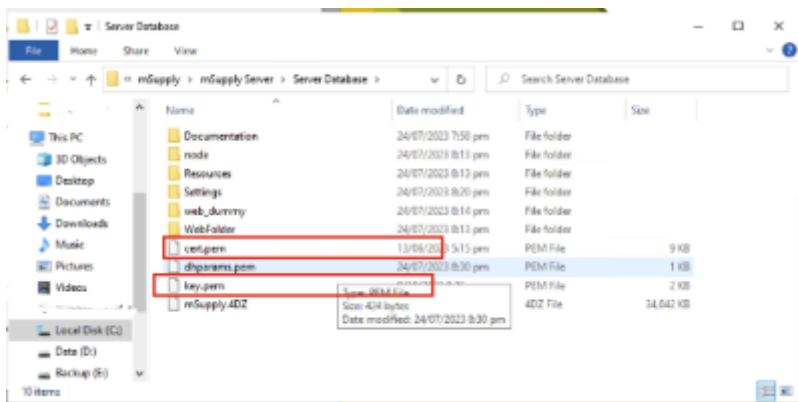 Server Database
File Home Share View
« mSupply > mSupply Server > Server Database > Search Server Database
Name Date modified Type Size
This PC
3D Objects
Desktop
Documents
Downloads
Music
Pictures
Videos
Local Disk (C:)
Data (D:)
Backup (E:)
Documentation 24/07/2023 7:50 pm File folder
node 24/07/2023 8:13 pm File folder
Resources 24/07/2023 8:13 pm File folder
Settings 24/07/2023 8:20 pm File folder
web_dummy 24/07/2023 8:14 pm File folder
WebFolder 24/07/2023 8:13 pm File folder
cert.pem 13/06/2023 5:15 pm PEM File 9 KB
dhparams.pem 24/07/2023 8:30 pm PEM File 1 KB
key.pem PEM File 2 KB
mSupply.4DZ 4DZ File 34,842 KB
Type: PEM File
Size: 424 bytes
Date modified: 24/07/2023 8:30 pm
10 items